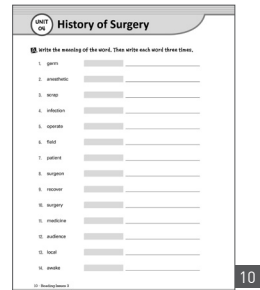 UNIT
04
History of Surgery
A. Write the meaning of the word. Then write each word three times.
1. germ
2. anesthetic
3. scrap
4. infection
5. operate
6. field
7. patient
8. surgeon
9. recover
10. surgery
11. medicine
12. audience
13. local
14. awake
10